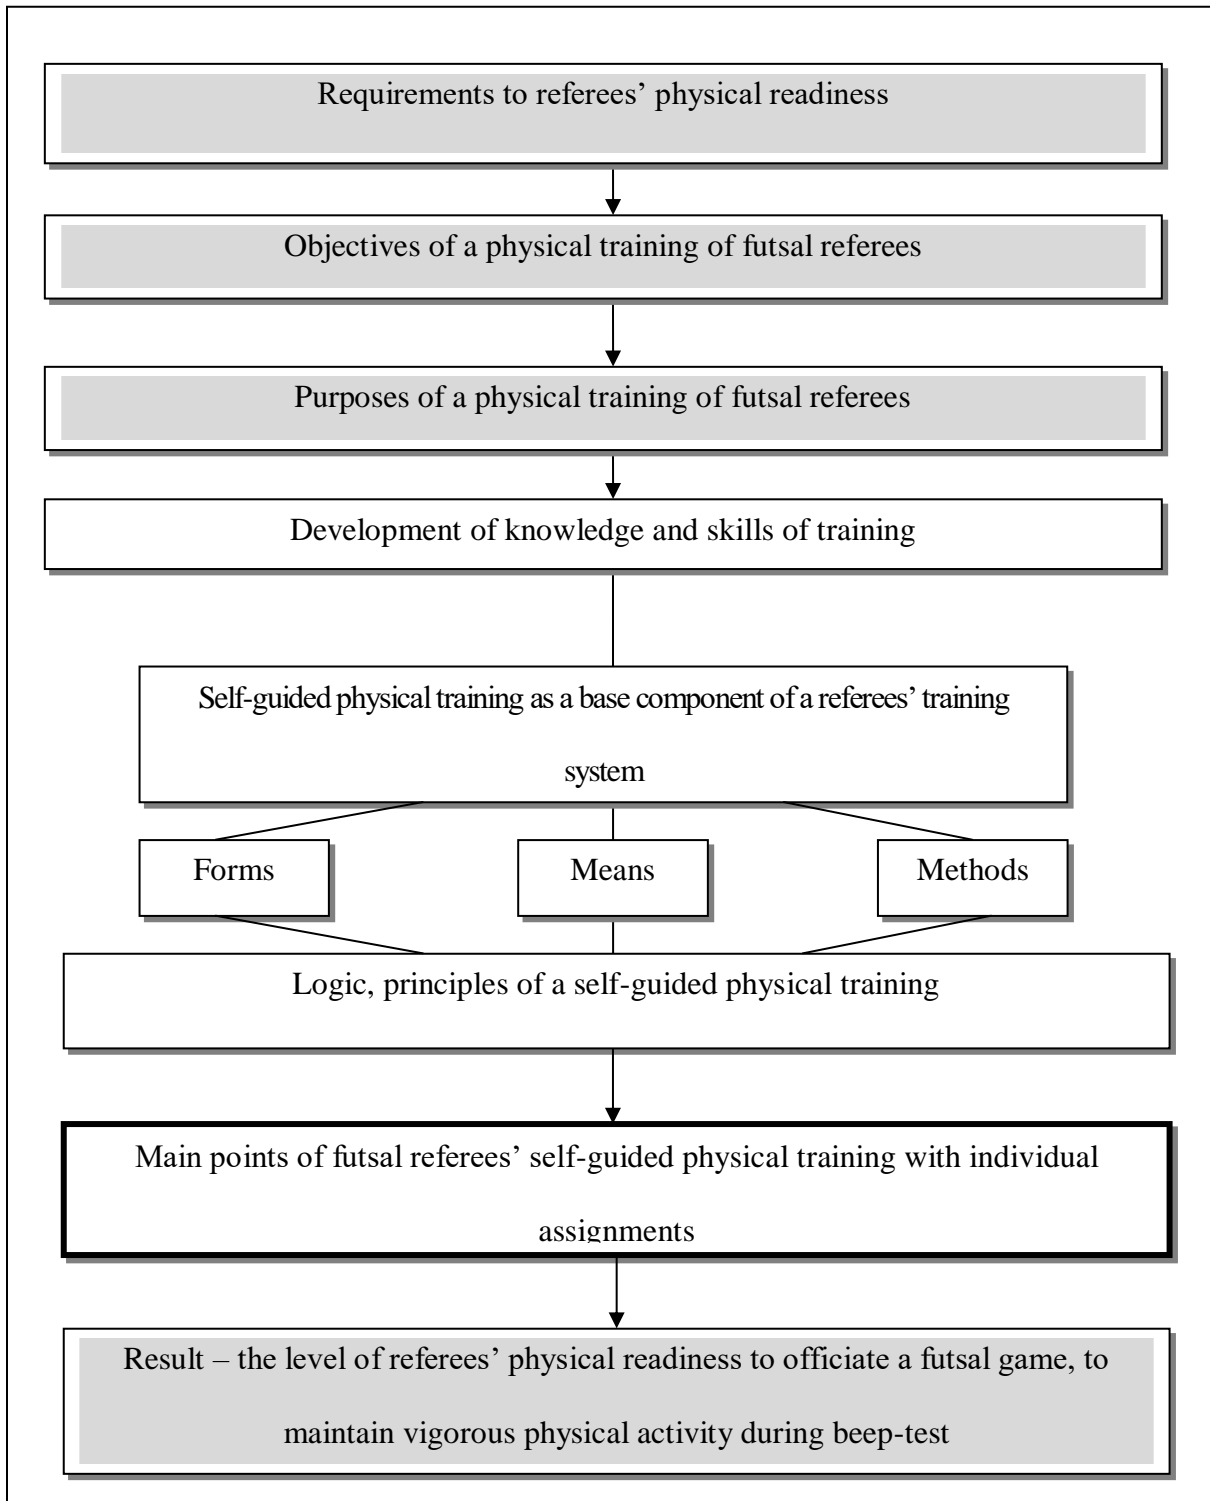 Requirements to referees’ physical readiness
Objectives of a physical training of futsal referees
Purposes of a physical training of futsal referees
Development of knowledge and skills of training
Self-guided physical training as a base component of a referees’ training
system
Forms
Means
Methods
Logic, principles of a self-guided physical training
Main points of futsal referees’ self-guided physical training with individual
assignments
Result – the level of referees’ physical readiness to officiate a futsal game, to
maintain vigorous physical activity during beep-test